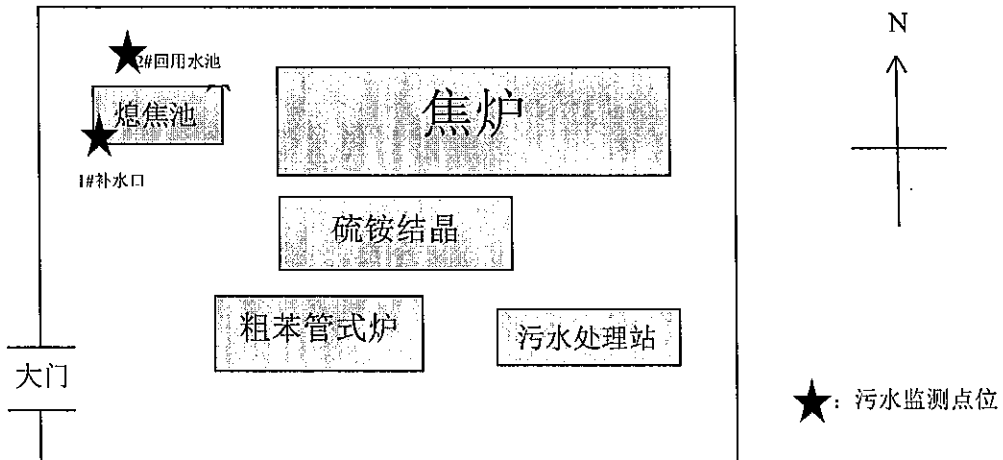 N
2#回用水池
熄焦池
焦炉
1#补水口
硫铵结晶
粗苯管式炉
污水处理站
大门
★：污水监测点位